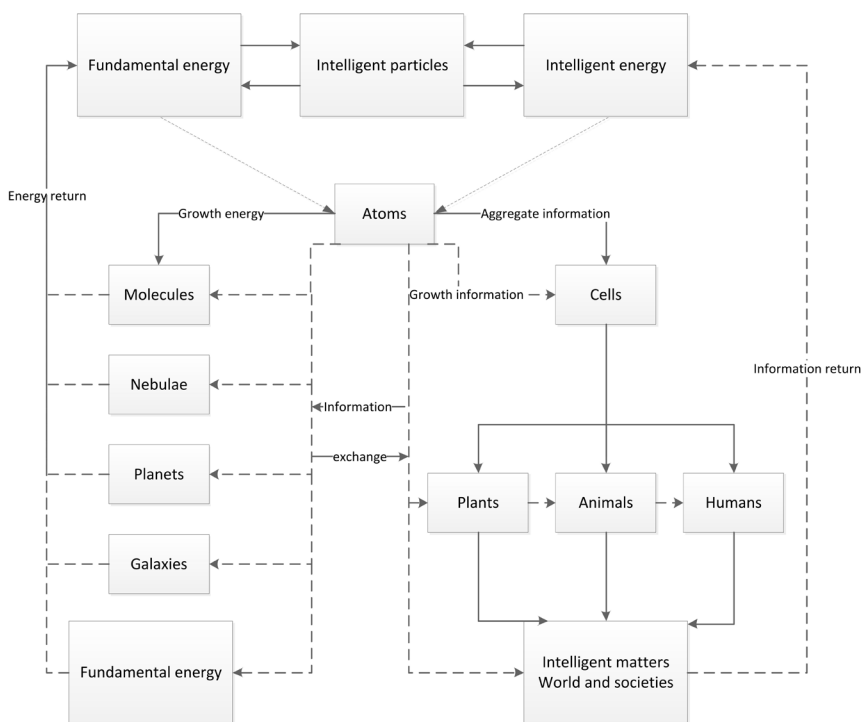 Fundamental energy
Intelligent particles
Intelligent energy
Energy return
Growth energy
Atoms
Aggregate information
Molecules
Growth information
Cells
Nebulae
Information return
Information
exchange
Planets
Plants
Animals
Humans
Galaxies
Fundamental energy
Intelligent matters
World and societies